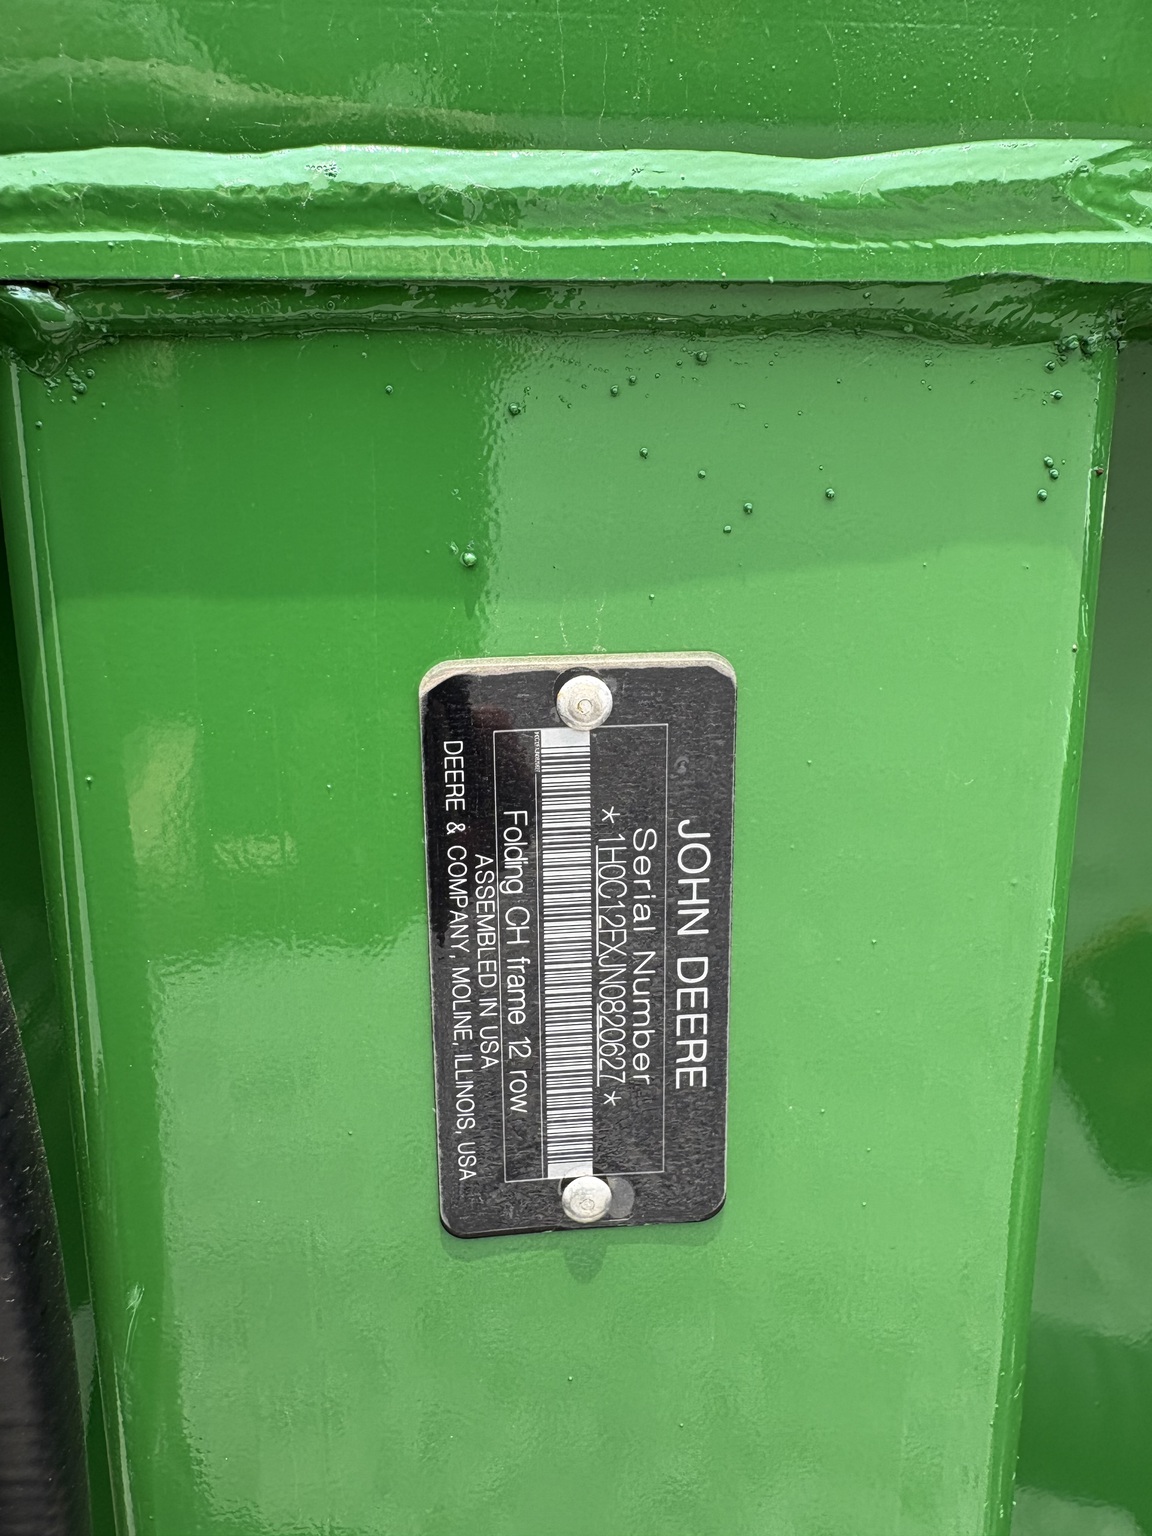 JOHN DEERE
Serial Number
*1H0C12FXJN0820627*
Folding CH frame 12 row
ASSEMBLED IN USA
DEERE & COMPANY, MOLINE, ILLINOIS, USA